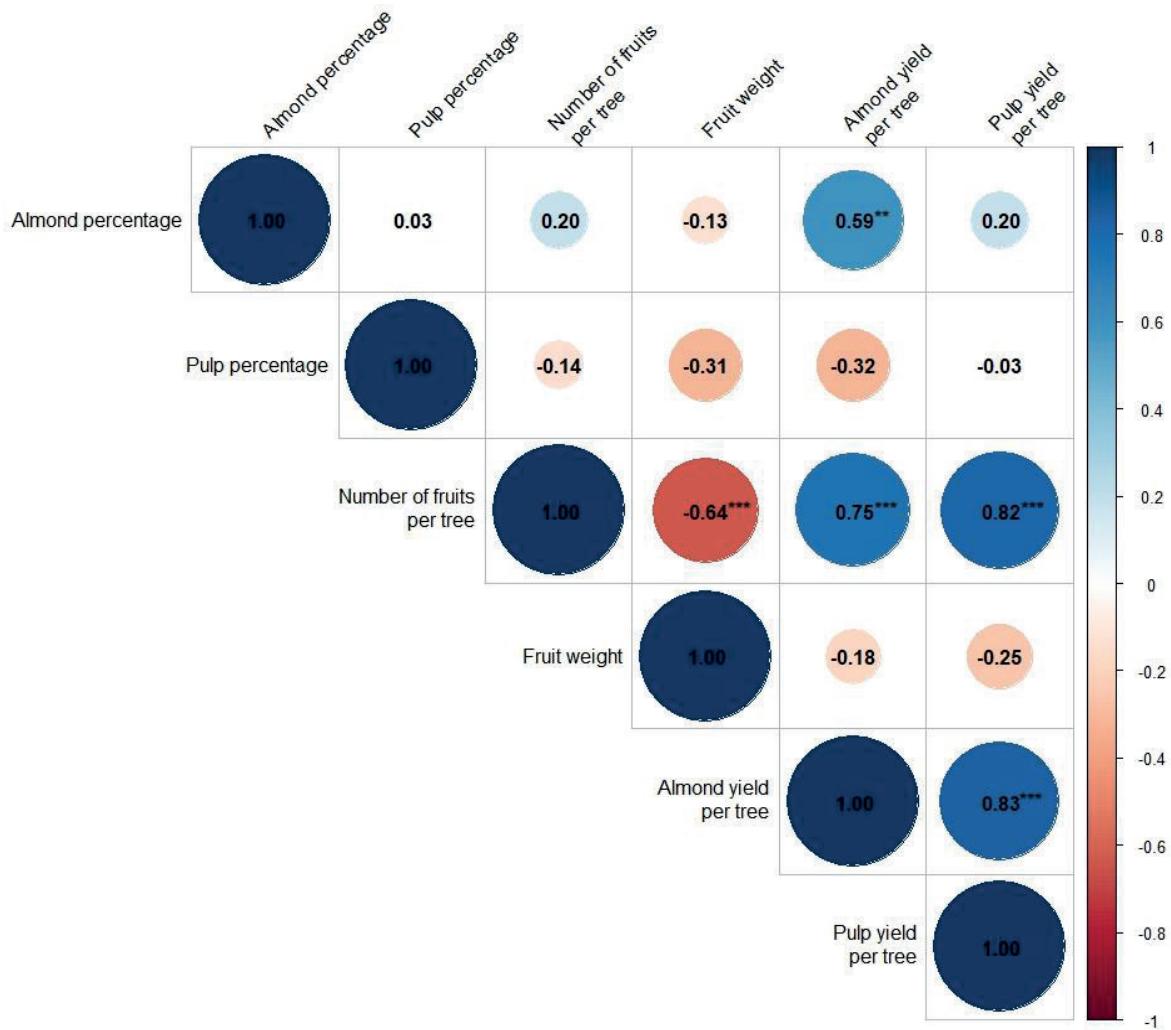 Almond percentage
Pulp percentage
Number of fruits
per tree
Fruit weight
Almond yield
per tree
Pulp yield
per tree
Almond percentage 1.00 0.03 0.20 -0.13 0.59** 0.20
Pulp percentage 1.00 -0.14 -0.31 -0.32 -0.03
Number of fruits
per tree
1.00 -0.64*** 0.75*** 0.82***
Fruit weight 1.00 -0.18 -0.25
Almond yield
per tree
1.00 0.83***
Pulp yield
per tree
1.00
1
0.8
0.6
0.4
0.2
0
-0.2
-0.4
-0.6
-0.8
-1